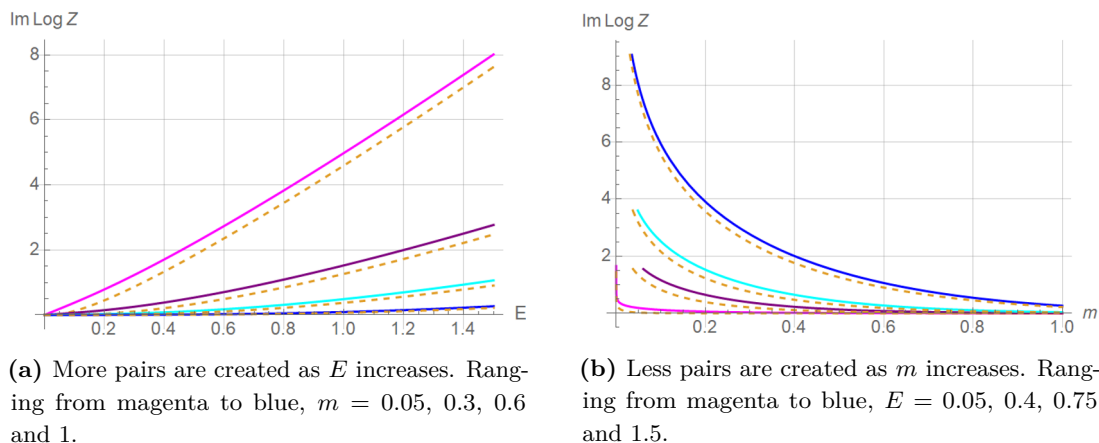 Im Log Z
8
6
4
2
0.2 0.4 0.6 0.8 1.0 1.2 1.4
E
(a) More pairs are created as E increases. Rang-
ing from magenta to blue, m = 0.05, 0.3, 0.6
and 1.
Im Log Z
8
6
4
2
0.2 0.4 0.6 0.8 1.0
m
(b) Less pairs are created as m increases. Rang-
ing from magenta to blue, E = 0.05, 0.4, 0.75
and 1.5.